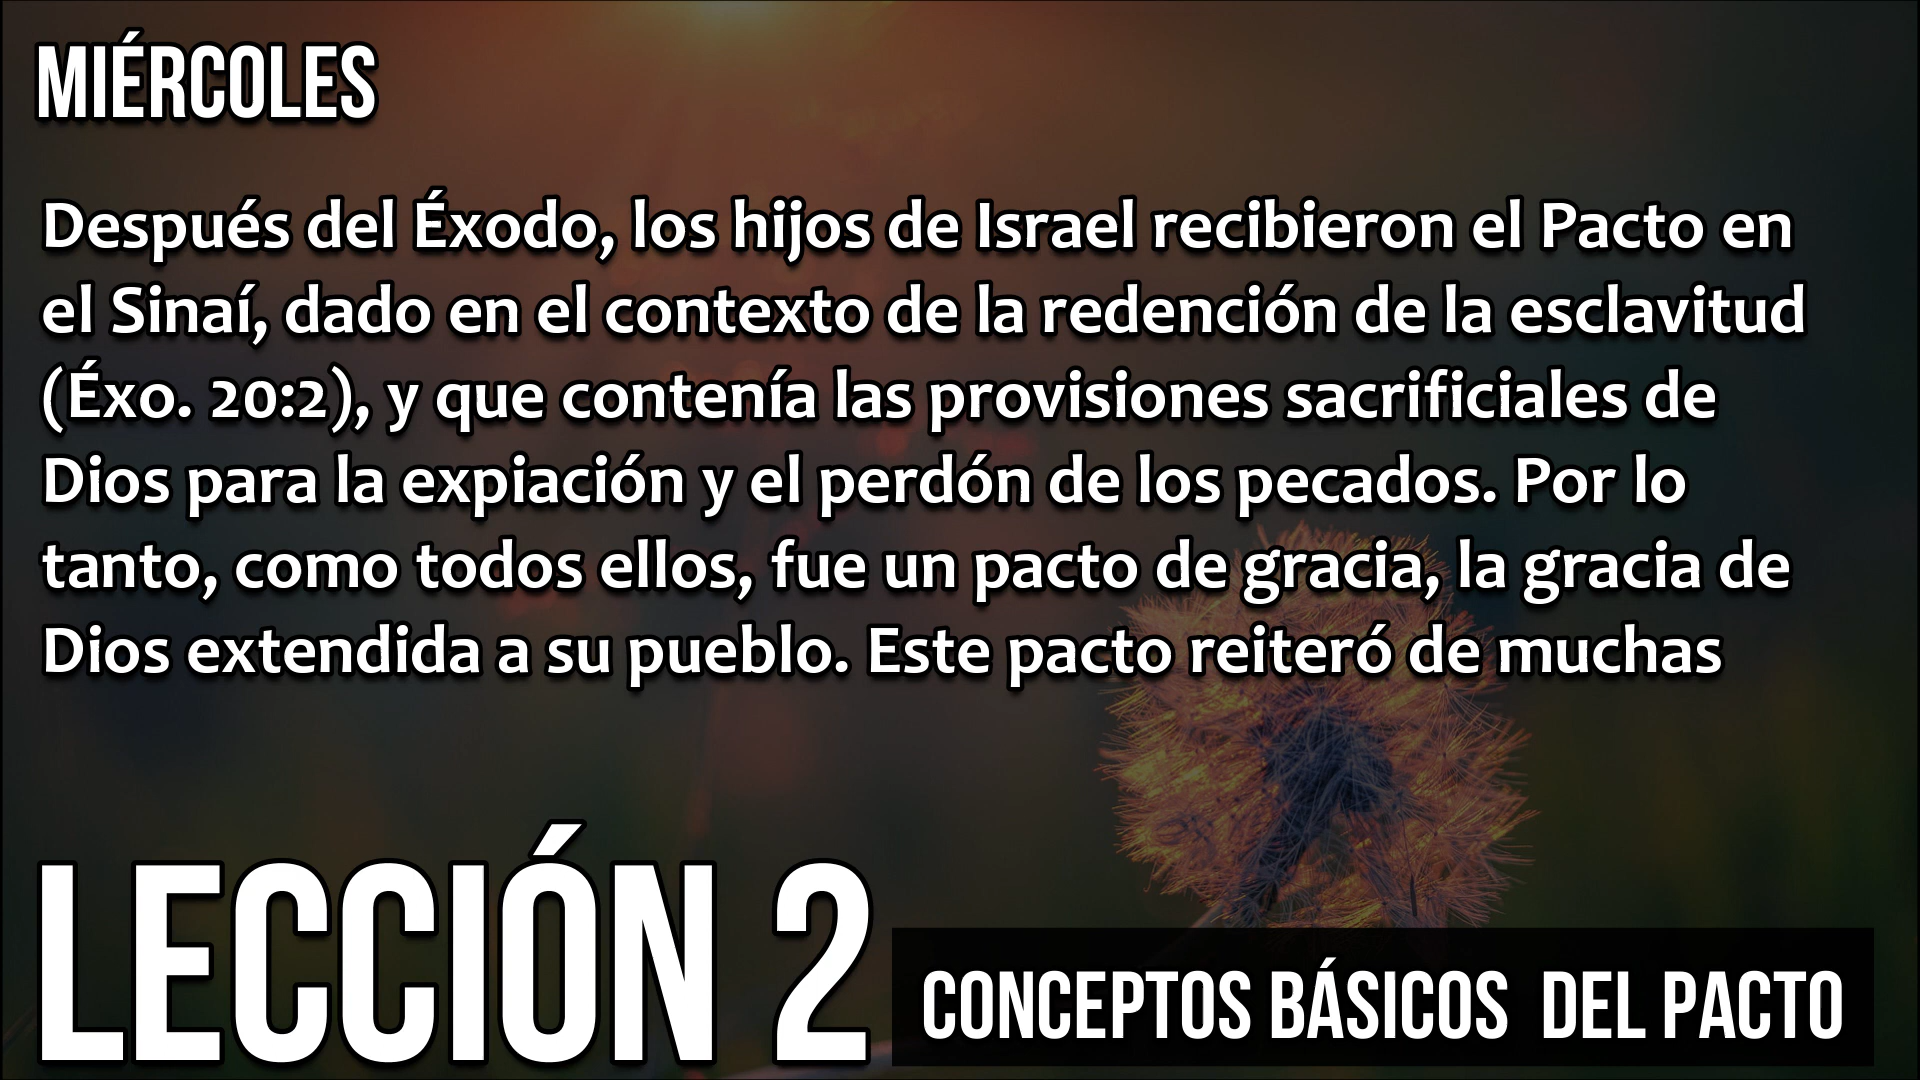 MIÉRCOLES
Después del Éxodo, los hijos de Israel recibieron el Pacto en
el Sinaí, dado en el contexto de la redención de la esclavitud
(Éxo. 20:2), y que contenía las provisiones sacrificiales de
Dios para la expiación y el perdón de los pecados. Por lo
tanto, como todos ellos, fue un pacto de gracia, la gracia de
Dios extendida a su pueblo. Este pacto reiteró de muchas
LECCIÓN 2
CONCEPTOS BÁSICOS DEL PACTO